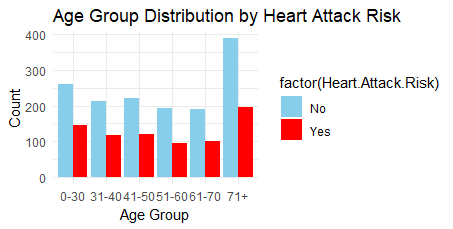 Age Group Distribution by Heart Attack Risk
400
300
200
100
0
Count
0-30 31-40 41-50 51-60 61-70 71+
Age Group
factor(Heart.Attack.Risk)
No
Yes